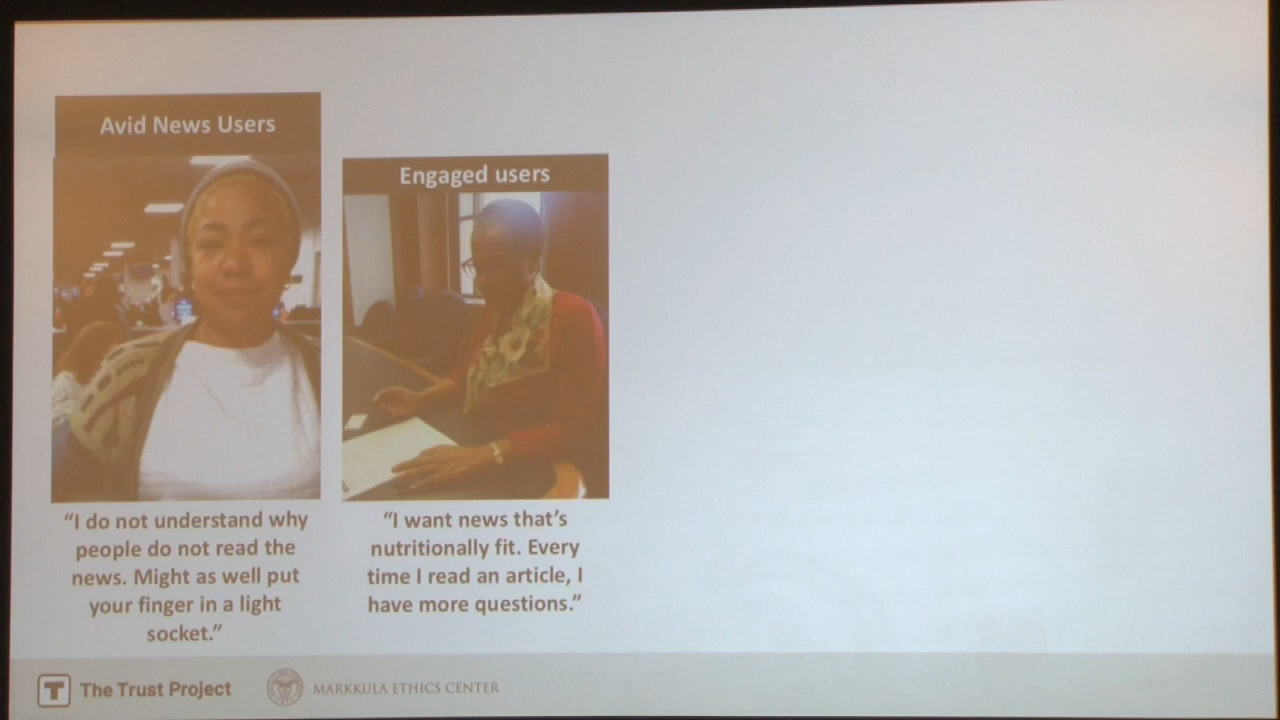 Avid News Users
Engaged users
“I do not understand why
people do not read the
news. Might as well put
your finger in a light
socket.”
“I want news that’s
nutritionally fit. Every
time I read an article, I
have more questions.”
T The Trust Project
MARKKULA ETHICS CENTER